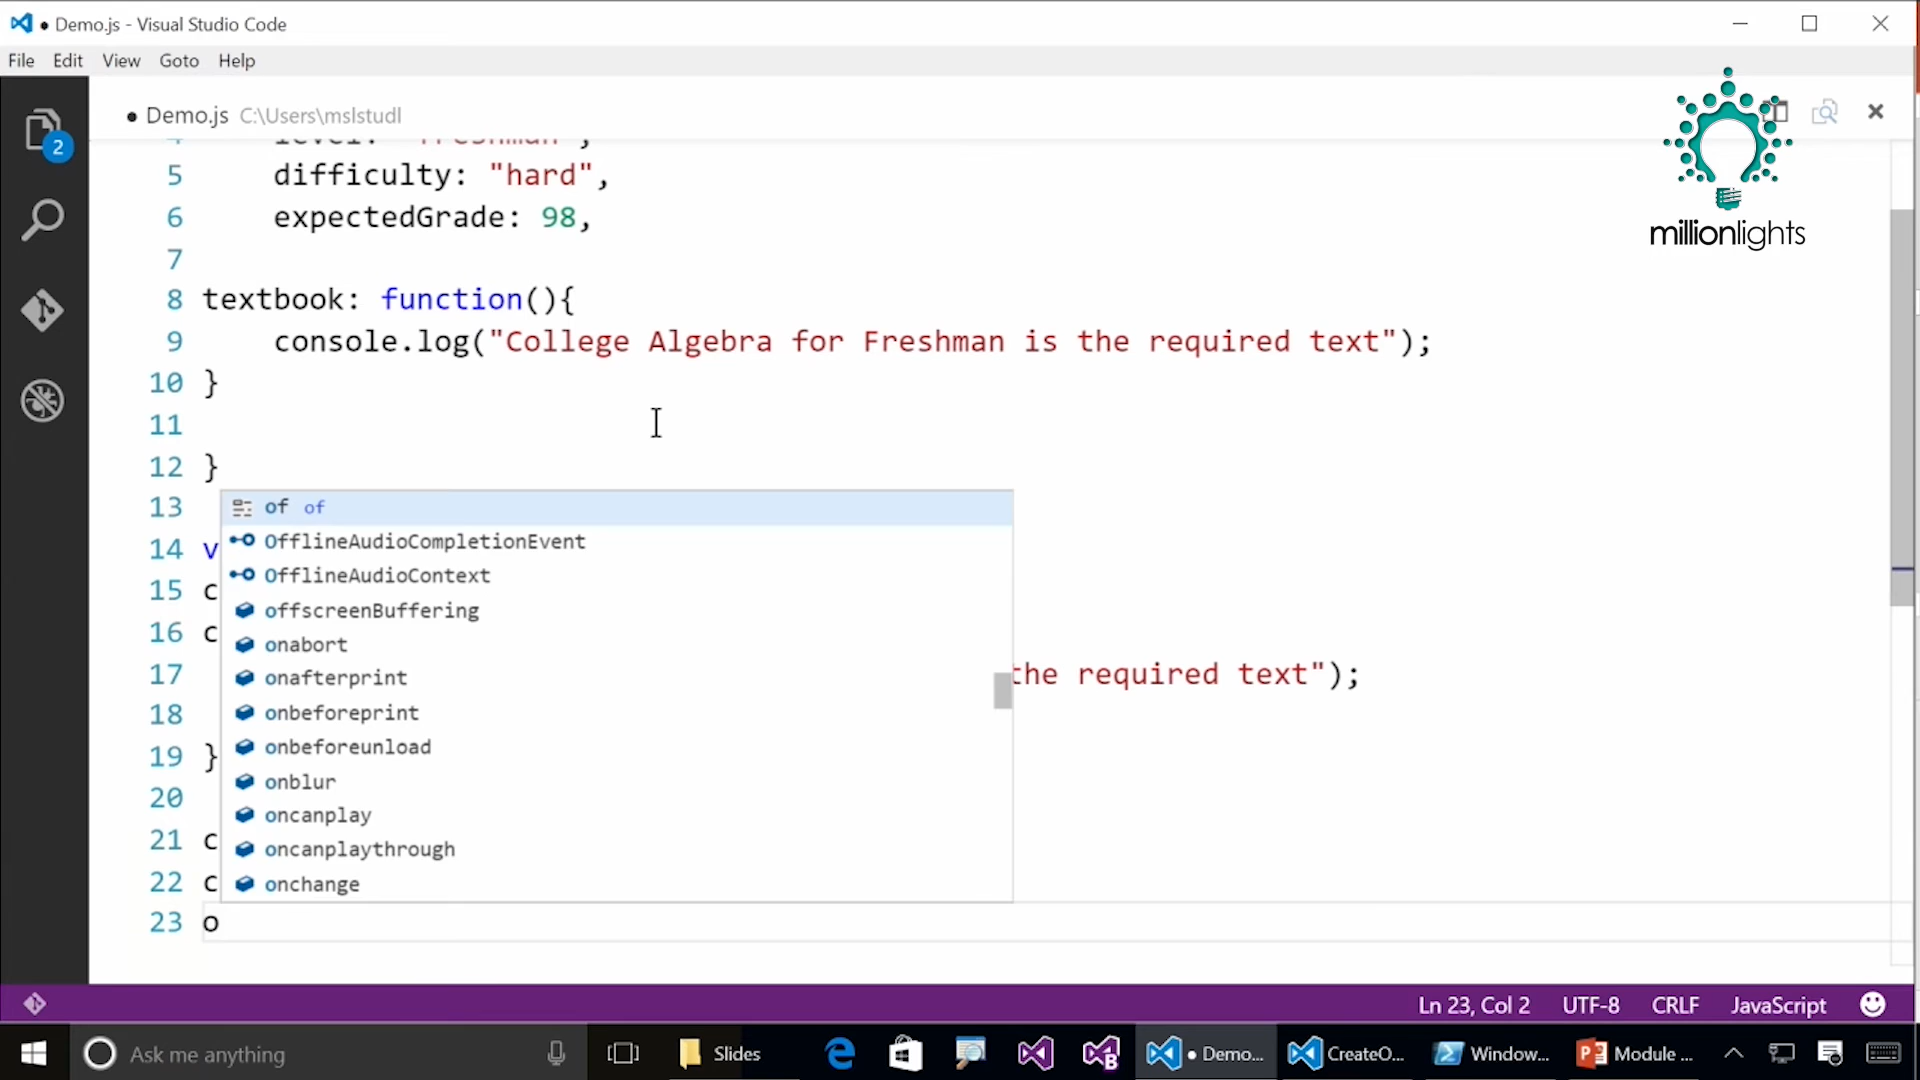 Demo.js - Visual Studio Code
File Edit View Goto Help
Demo.js C:\Users\mslstudl
2
5 difficulty: "hard",
6 expectedGrade: 98,
7
8 textbook: function(){
9 console.log("College Algebra for Freshman is the required text");
10 }
11
12 }
13 of of
OfflineAudioCompletionEvent
14 v
OfflineAudioContext
15 c
offscreenBuffering
16 c
onabort
onafterprint
17 the required text");
onbeforeprint
18
onbeforeunload
19 }
onblur
20
oncanplay
21 c
oncanplaythrough
22 c
onchange
23 o
millionlights
Ln 23, Col 2 UTF-8 CRLF JavaScript
Ask me anything Slides Demo... CreateO... Window... Module ...